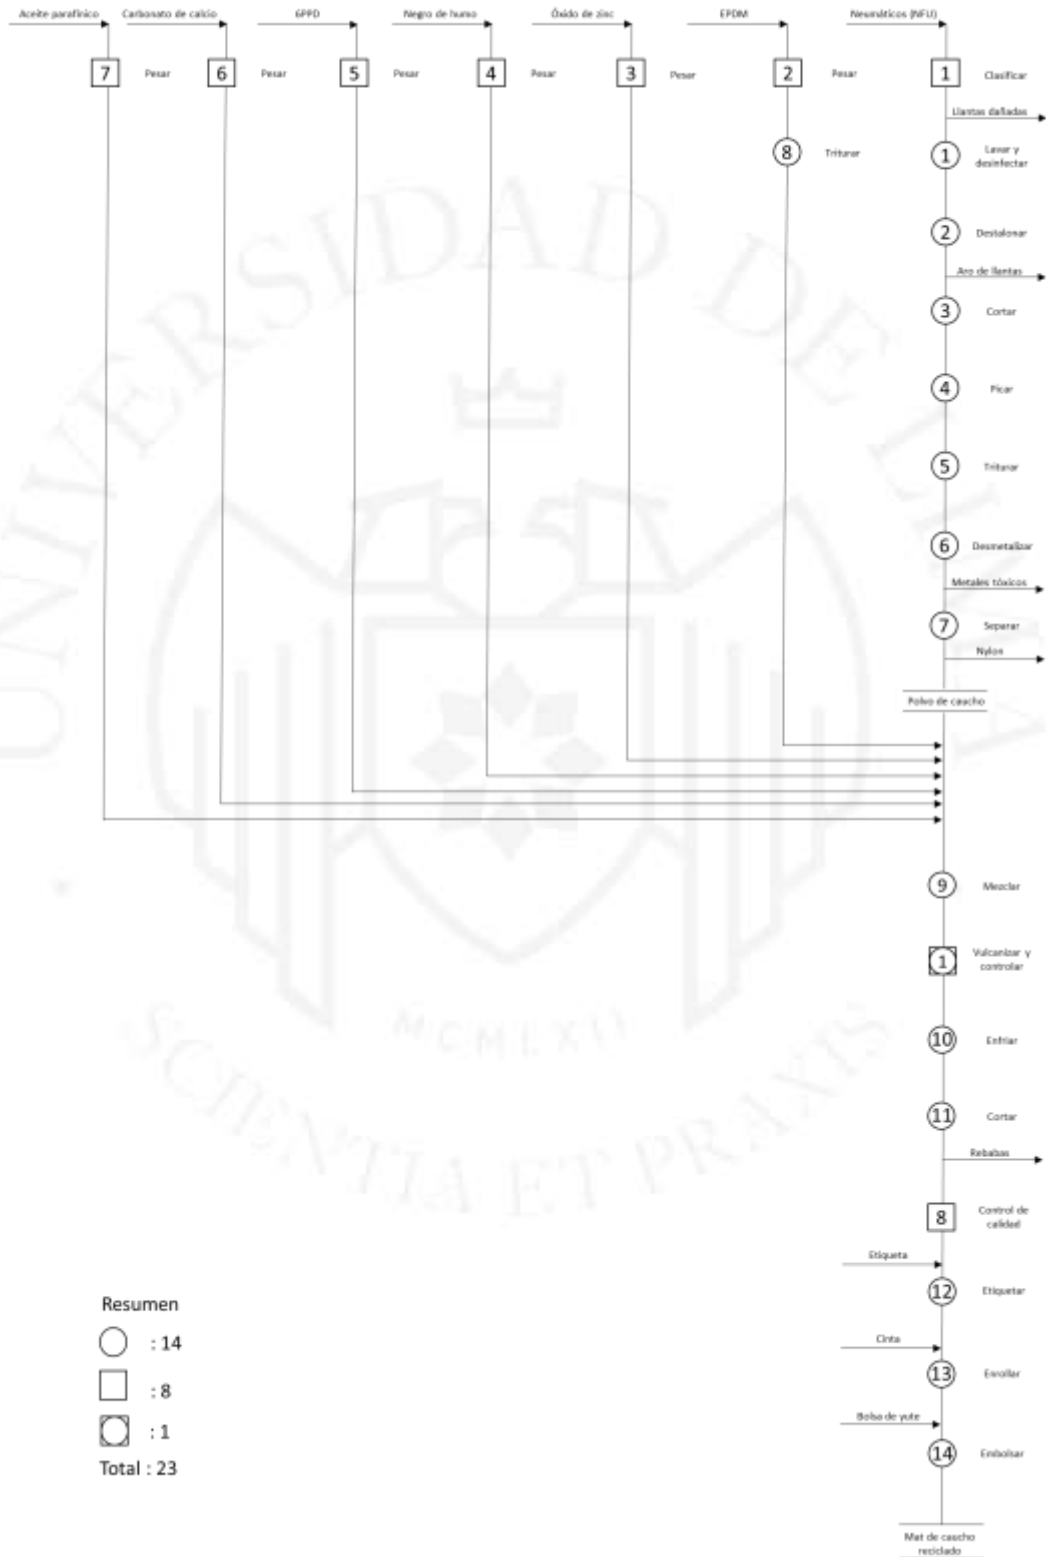 Aceite parafínico
Carbonato de calcio
6PPD
Negro de humo
Óxido de zinc
EPDM
Neumáticos (NFU)
7 Pesar
6 Pesar
5 Pesar
4 Pesar
3 Pesar
2 Pesar
1 Clasificar
Llantas dañadas
8 Triturar
1 Lavar y
desinfectar
2 Destalonar
Aro de llantas
3 Cortar
4 Picar
5 Triturar
6 Desmetalizar
Metales tóxicos
7 Separar
Nylon
Polvo de caucho
9 Mezclar
1 Vulcanizar y
controlar
10 Enfriar
11 Cortar
Rebabas
8 Control de
calidad
Etiqueta
12 Etiquetar
Cinta
13 Enrollar
Bolsa de yute
14 Embolsar
Mat de caucho
reciclado
Resumen
: 14
: 8
: 1
Total : 23
UNIVERSIDAD DE LIMA
MCMLXII
SCIENTIA ET PRAXIS